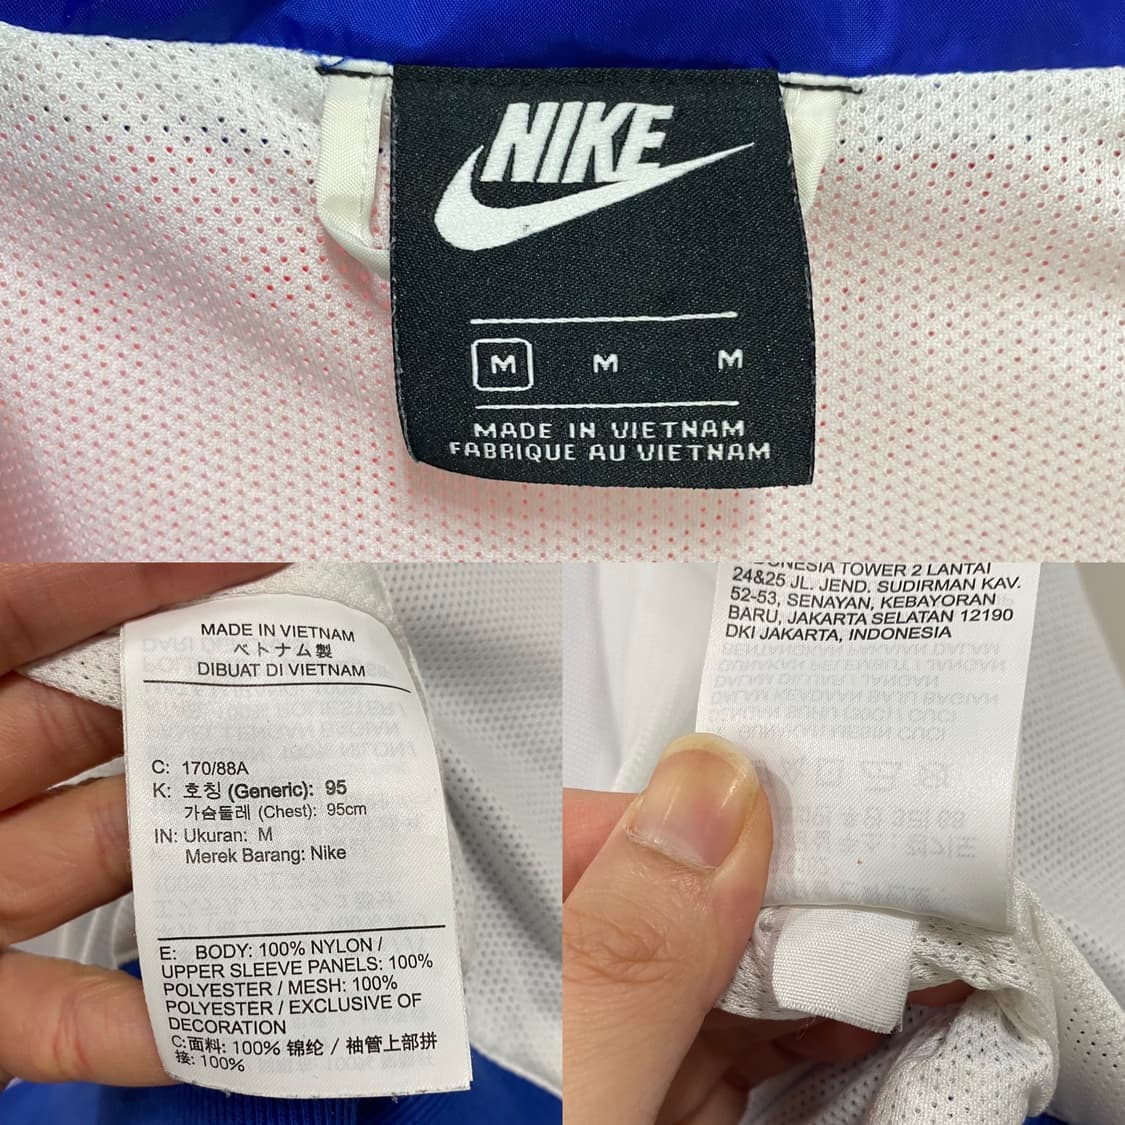 NIKE
M M M
MADE IN VIETNAM
FABRIQUE AU VIETNAM
MADE IN VIETNAM
ベトナム製
DIBUAT DI VIETNAM
C: 170/88A
K: 호칭 (Generic): 95
가슴둘레 (Chest): 95cm
IN: Ukuran: M
Merek Barang: Nike
E: BODY: 100% NYLON /
UPPER SLEEVE PANELS: 100%
POLYESTER / MESH: 100%
POLYESTER / EXCLUSIVE OF
DECORATION
C:面料: 100% 锦纶 / 袖管上部拼
接: 100%
TOWER 2 LANTAI
24&25 JL. JEND. SUDIRMAN KAV.
52-53, SENAYAN, KEBAYORAN
BARU, JAKARTA SELATAN 12190
DKI JAKARTA, INDONESIA